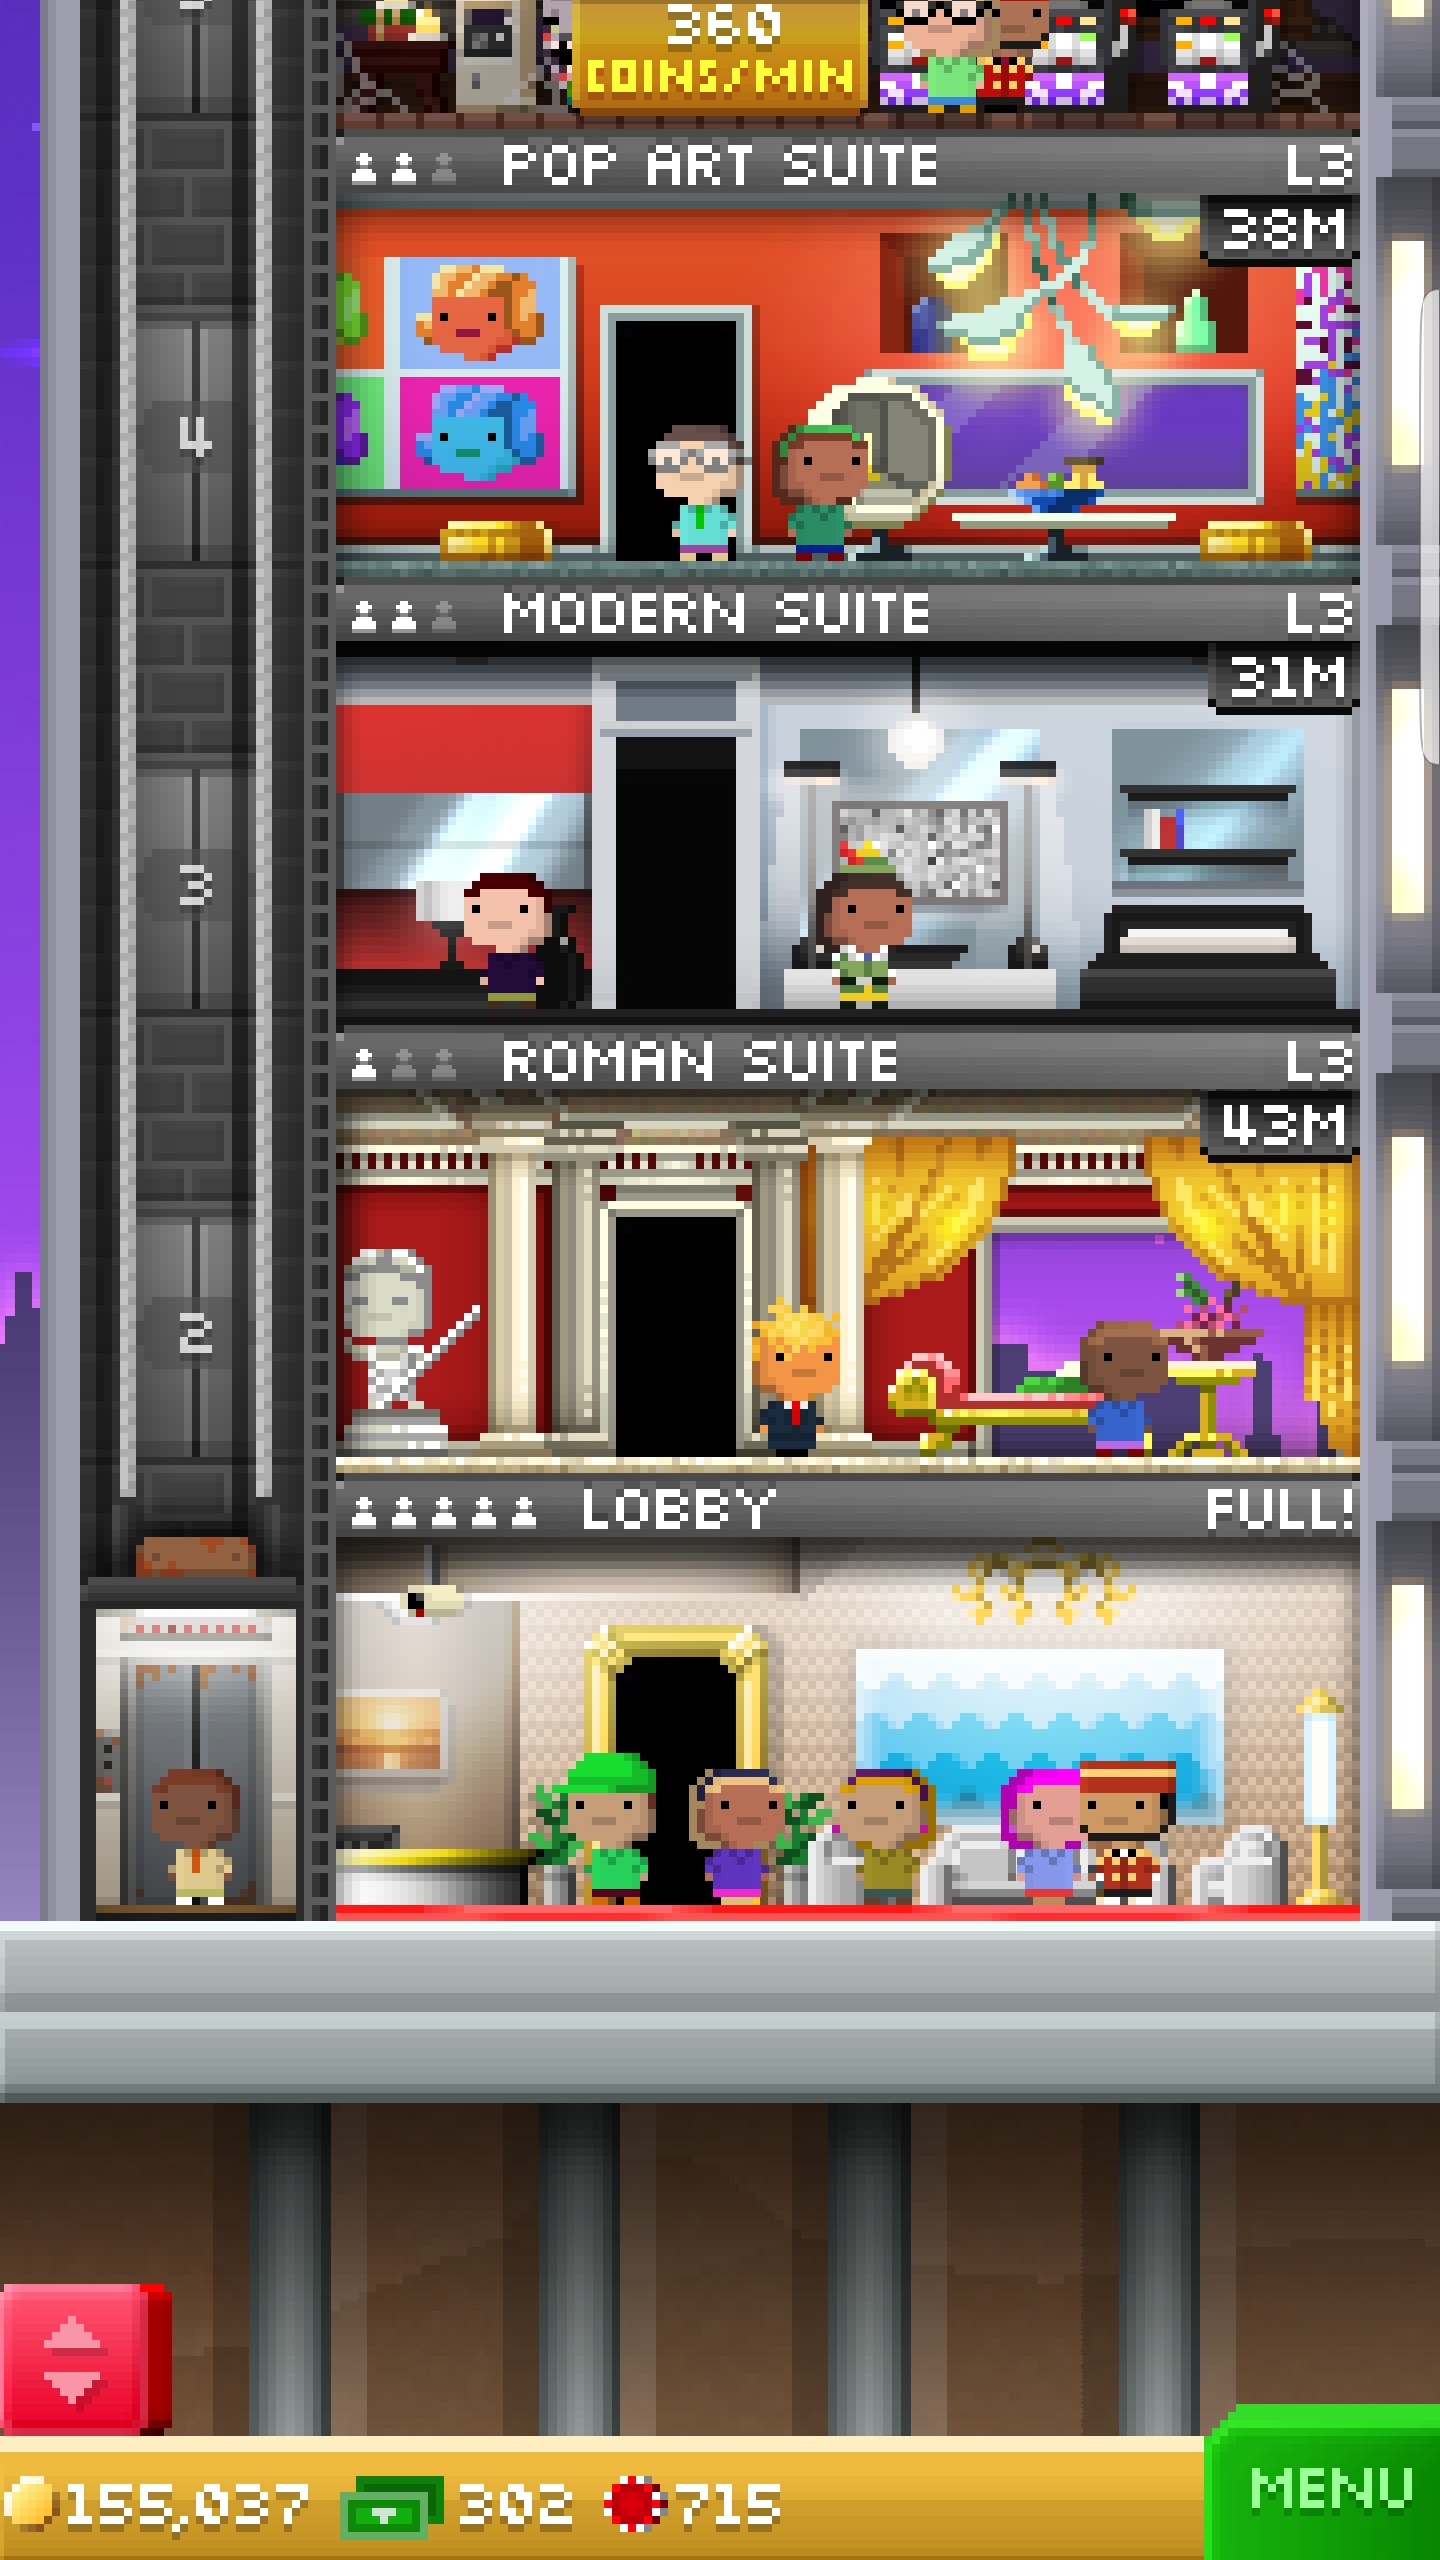 360
COINS/MIN
POP ART SUITE L3
38M
4
MODERN SUITE L3
31M
3
ROMAN SUITE L3
43M
2
LOBBY FULL!
155,037 302 715
MENU